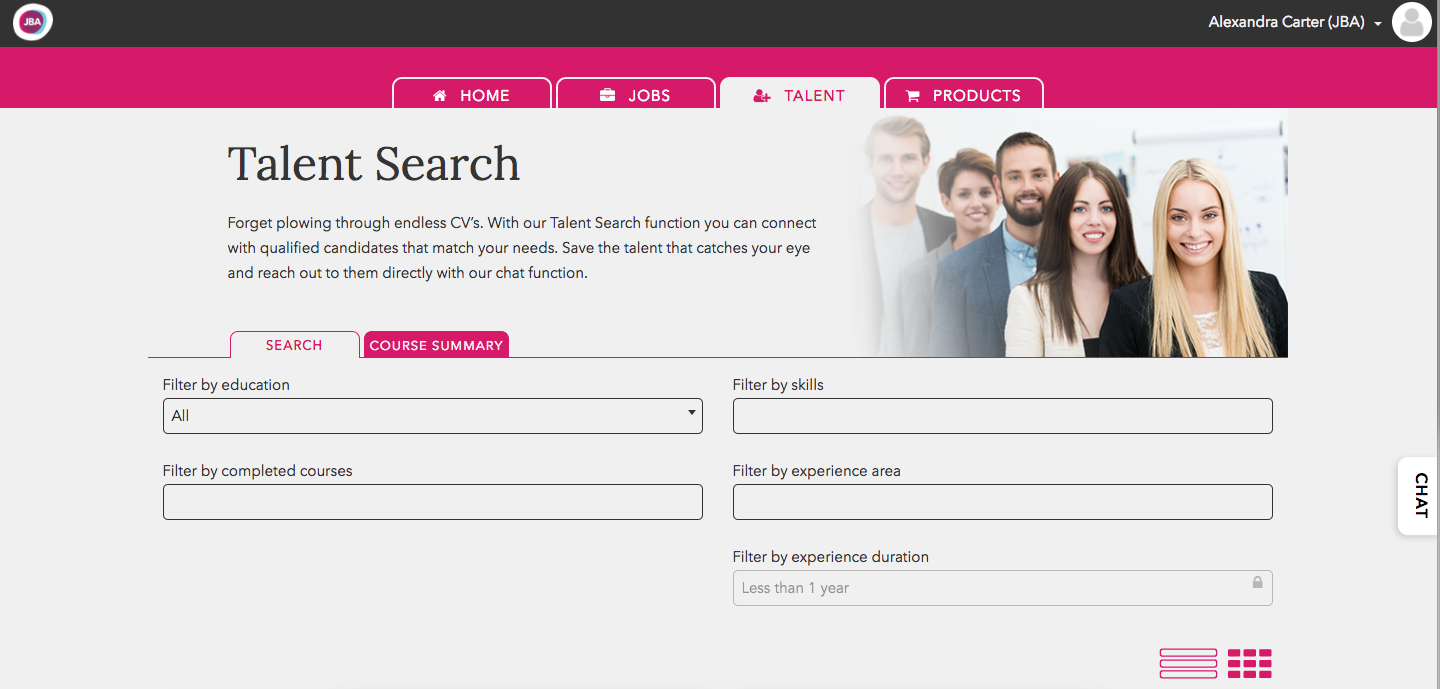 JBA
Alexandra Carter (JBA)
HOME
JOBS
TALENT
PRODUCTS
Talent Search
Forget plowing through endless CV’s. With our Talent Search function you can connect
with qualified candidates that match your needs. Save the talent that catches your eye
and reach out to them directly with our chat function.
SEARCH
COURSE SUMMARY
Filter by education
All
Filter by skills
Filter by completed courses
Filter by experience area
Filter by experience duration
Less than 1 year
CHAT